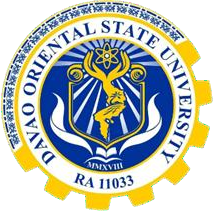 DAVAO ORIENTAL STATE UNIVERSITY
MMXVIII
RA 11033